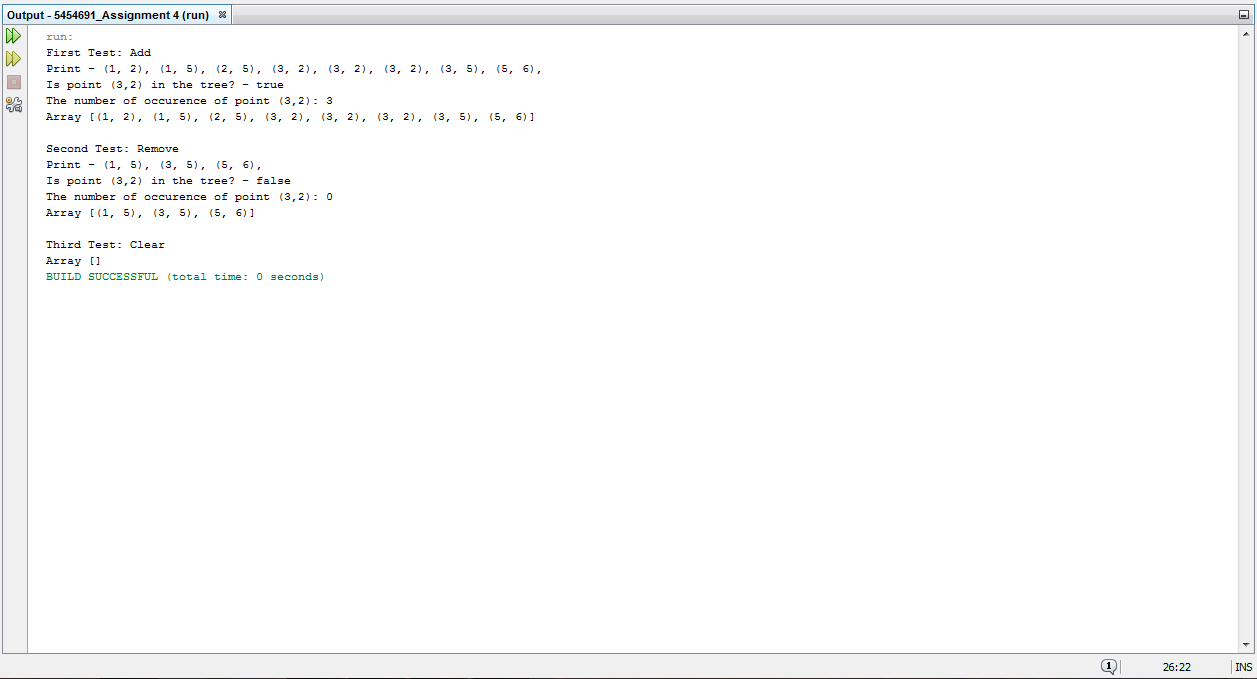 Output - 5454691_Assignment 4 (run)
run:
First Test: Add
Print - (1, 2), (1, 5), (2, 5), (3, 2), (3, 2), (3, 2), (3, 5), (5, 6),
Is point (3,2) in the tree? - true
The number of occurence of point (3,2): 3
Array [(1, 2), (1, 5), (2, 5), (3, 2), (3, 2), (3, 2), (3, 5), (5, 6)]
Second Test: Remove
Print - (1, 5), (3, 5), (5, 6),
Is point (3,2) in the tree? - false
The number of occurence of point (3,2): 0
Array [(1, 5), (3, 5), (5, 6)]
Third Test: Clear
Array []
BUILD SUCCESSFUL (total time: 0 seconds)
1 26:22 INS